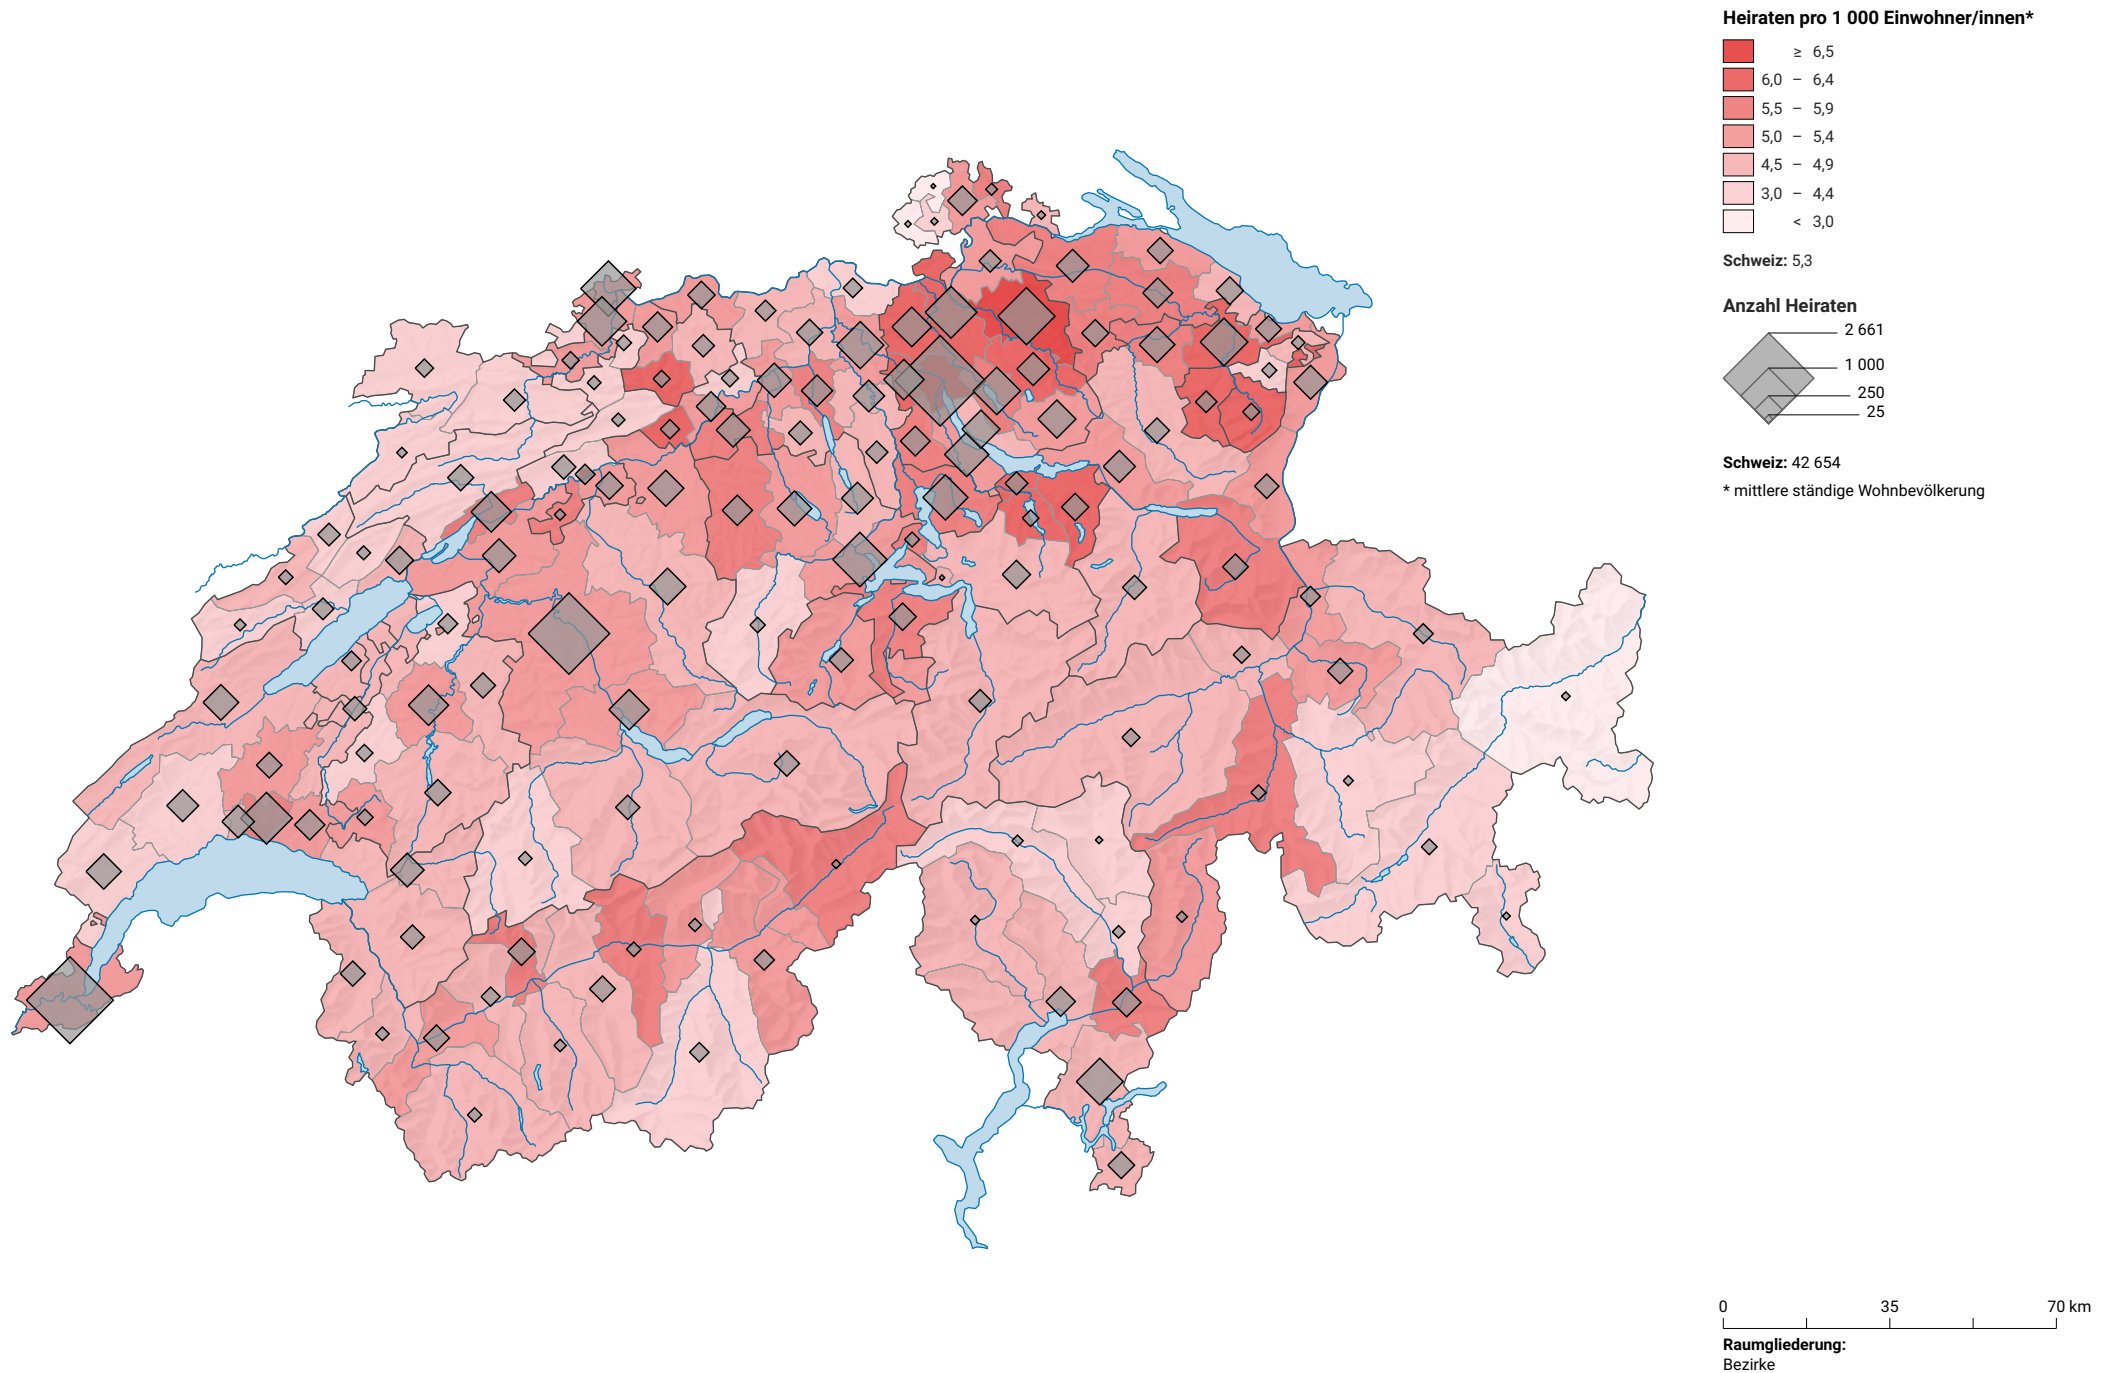 Heiraten pro 1 000 Einwohner/innen*
≥ 6,5
6,0 – 6,4
5,5 – 5,9
5,0 – 5,4
4,5 – 4,9
3,0 – 4,4
< 3,0
Schweiz: 5,3
Anzahl Heiraten
2 661
1 000
250
25
Schweiz: 42 654
* mittlere ständige Wohnbevölkerung
0 35 70 km
Raumgliederung:
Bezirke